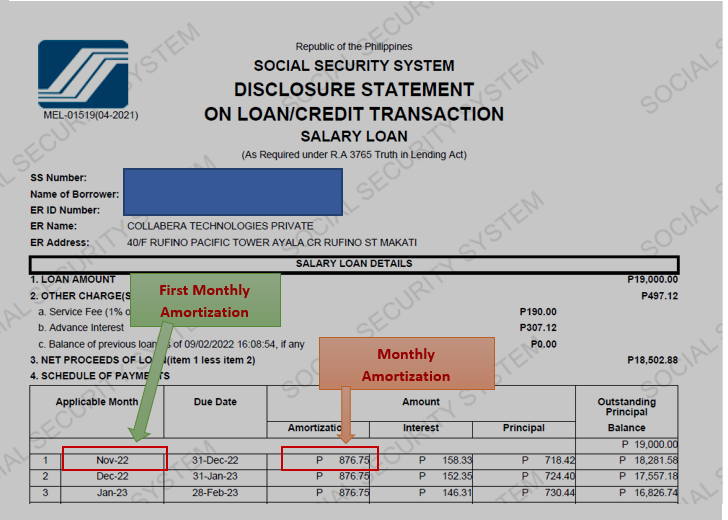 Republic of the Philippines
SOCIAL SECURITY SYSTEM
DISCLOSURE STATEMENT
ON LOAN/CREDIT TRANSACTION
SALARY LOAN
(As Required under R.A 3765 Truth in Lending Act)
MEL-01519(04-2021)
SS Number:
Name of Borrower:
ER ID Number:
ER Name: COLLABERA TECHNOLOGIES PRIVATE
ER Address: 40/F RUFINO PACIFIC TOWER AYALA CR RUFINO ST MAKATI
SALARY LOAN DETAILS
1. LOAN AMOUNT P19,000.00
2. OTHER CHARGE(S P497.12
a. Service Fee (1% P190.00
b. Advance Interest P307.12
c. Balance of previous loan s of 09/02/2022 16:08:54, if any P0.00
3. NET PROCEEDS OF LO (item 1 less item 2) P18,502.88
4. SCHEDULE OF PAYME TS
First Monthly
Amortization
Monthly
Amortization
Applicable Month Due Date Amount Outstanding
Principal
Amortizatio Interest Principal Balance
P 19,000.00
1 Nov-22 31-Dec-22 P 876.75 P 158.33 P 718.42 P 18,281.58
2 Dec-22 31-Jan-23 P 876.75 P 152.35 P 724.40 P 17,557.18
3 Jan-23 28-Feb-23 P 876.75 P 146.31 P 730.44 P 16,826.74
SOCIAL SECURITY SYSTEM